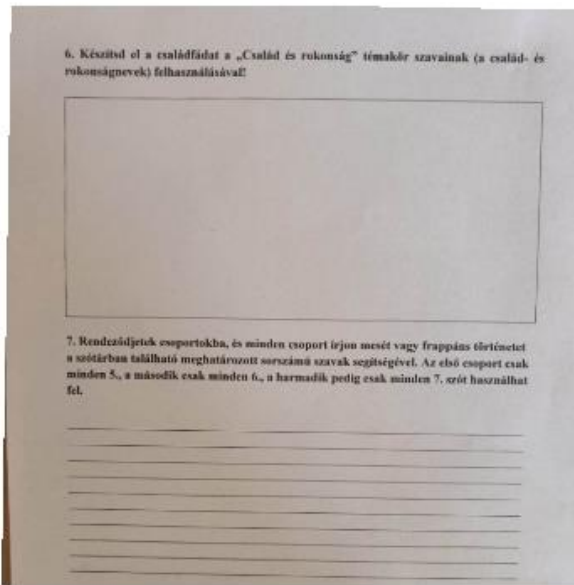 6. Készítsd el a családfádat a „Család és rokonság” témakör szavainak (a család- és
rokonságnevek) felhasználásával!
7. Rendeződjetek csoportokba, és minden csoport írjon mesét vagy frappáns történetet
a szótárban található meghatározott sorszámú szavak segítségével. Az első csoport csak
minden 5., a második csak minden 6., a harmadik pedig csak minden 7. szót használhat
fel.